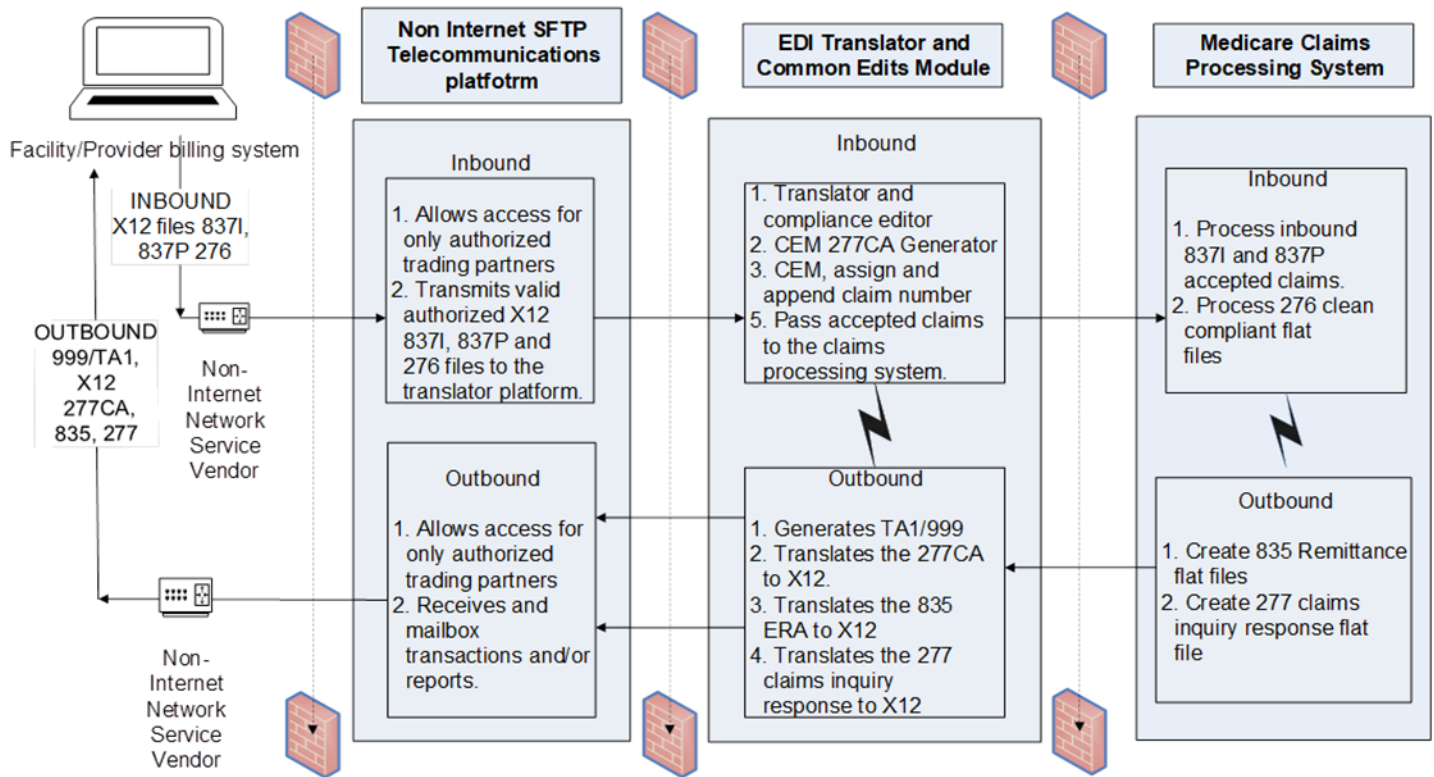 Non Internet SFTP
Telecommunications
platfotrm
EDI Translator and
Common Edits Module
Medicare Claims
Processing System
Facility/Provider billing system
INBOUND
X12 files 837I,
837P 276
OUTBOUND
999/TA1,
X12
277CA,
835, 277
Non-
Internet
Network
Service
Vendor
Non-
Internet
Network
Service
Vendor
Inbound
1. Allows access for
only authorized
trading partners
2. Transmits valid
authorized X12
837I, 837P and
276 files to the
translator platform.
Outbound
1. Allows access for
only authorized
trading partners
2. Receives and
mailbox
transactions and/or
reports.
Inbound
1. Translator and
compliance editor
2. CEM 277CA Generator
3. CEM, assign and
append claim number
5. Pass accepted claims
to the claims
processing system.
Outbound
1. Generates TA1/999
2. Translates the 277CA
to X12.
3. Translates the 835
ERA to X12
4. Translates the 277
claims inquiry
response to X12
Inbound
1. Process inbound
837I and 837P
accepted claims.
2. Process 276 clean
compliant flat
files
Outbound
1. Create 835 Remittance
flat files
2. Create 277 claims
inquiry response flat
file